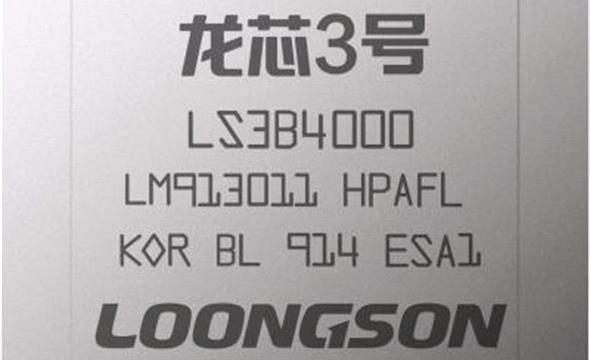 龙芯3号
LS3B4000
LM913011 HPAFL
KOR BL 914 ESA1
LOONGSON